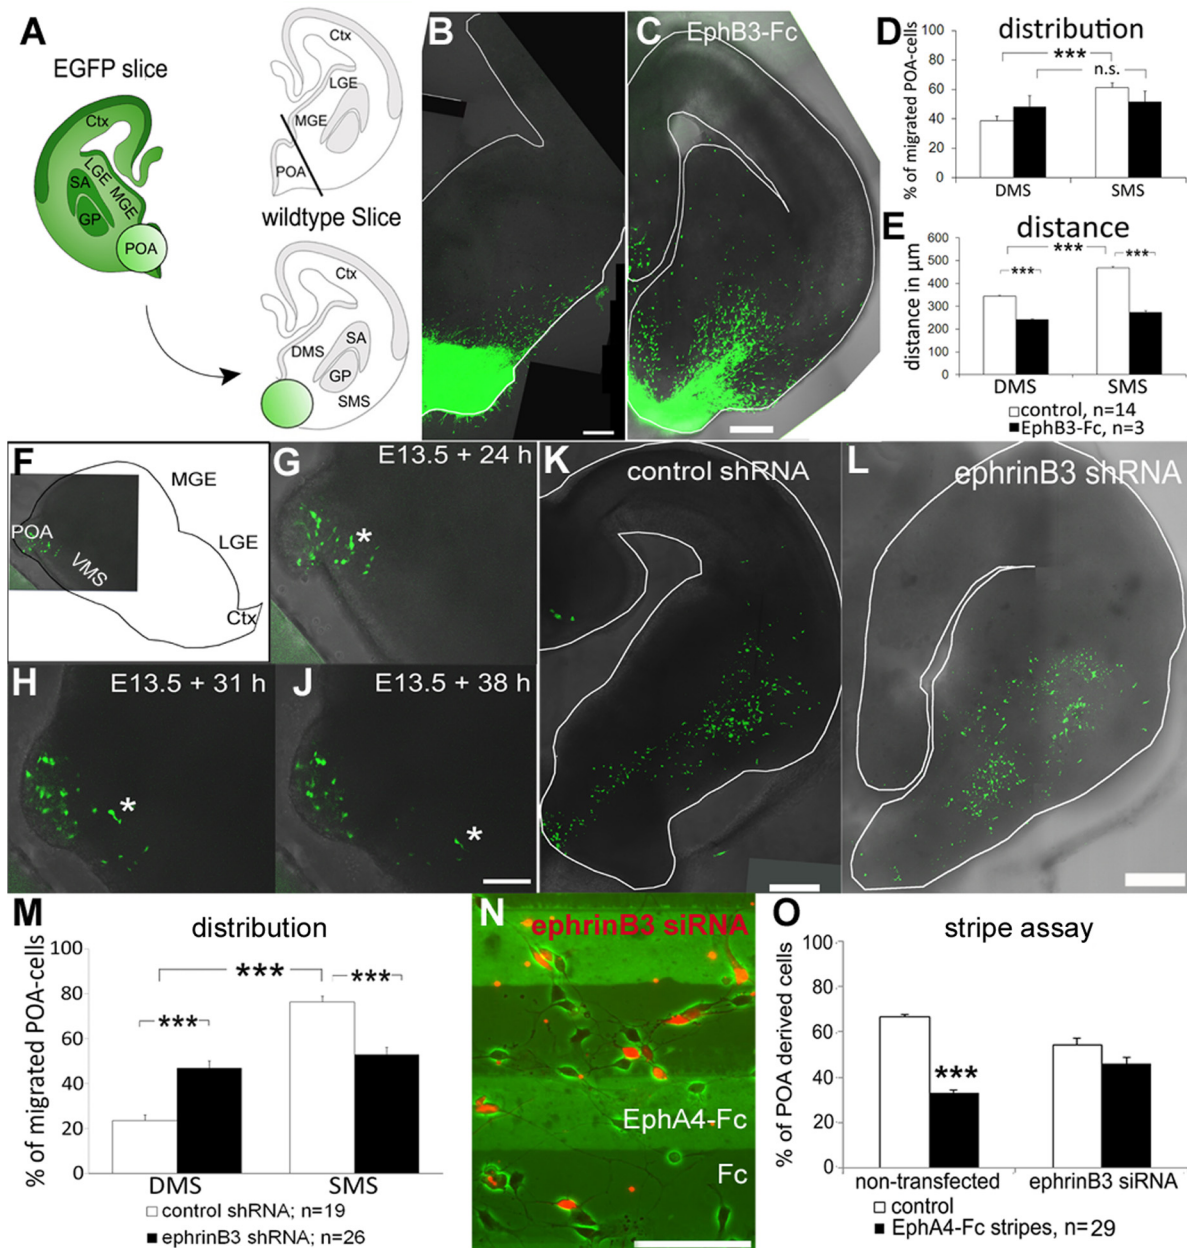 A
EGFP slice
Ctx
LGE
MGE
SA
GP
POA
Ctx
LGE
MGE
POA
wildtype Slice
Ctx
DMS
SA
GP
SMS
B
C
EphB3-Fc
D
distribution
***
n.s.
% of migrated POA-cells
100
80
60
40
20
0
DMS
SMS
E
distance
***
***
***
distance in µm
600
500
400
300
200
100
0
DMS
SMS
control, n=14
EphB3-Fc, n=3
F
MGE
POA
LGE
VMS
Ctx
G
E13.5 + 24 h
*
H
E13.5 + 31 h
*
J
E13.5 + 38 h
*
K
control shRNA
L
ephrinB3 shRNA
M
distribution
***
***
***
% of migrated POA-cells
100
80
60
40
20
0
DMS
SMS
control shRNA; n=19
ephrinB3 shRNA; n=26
N
ephrinB3 siRNA
EphA4-Fc
Fc
O
stripe assay
% of POA derived cells
100
80
60
40
20
0
***
non-transfected
ephrinB3 siRNA
control
EphA4-Fc stripes, n=29